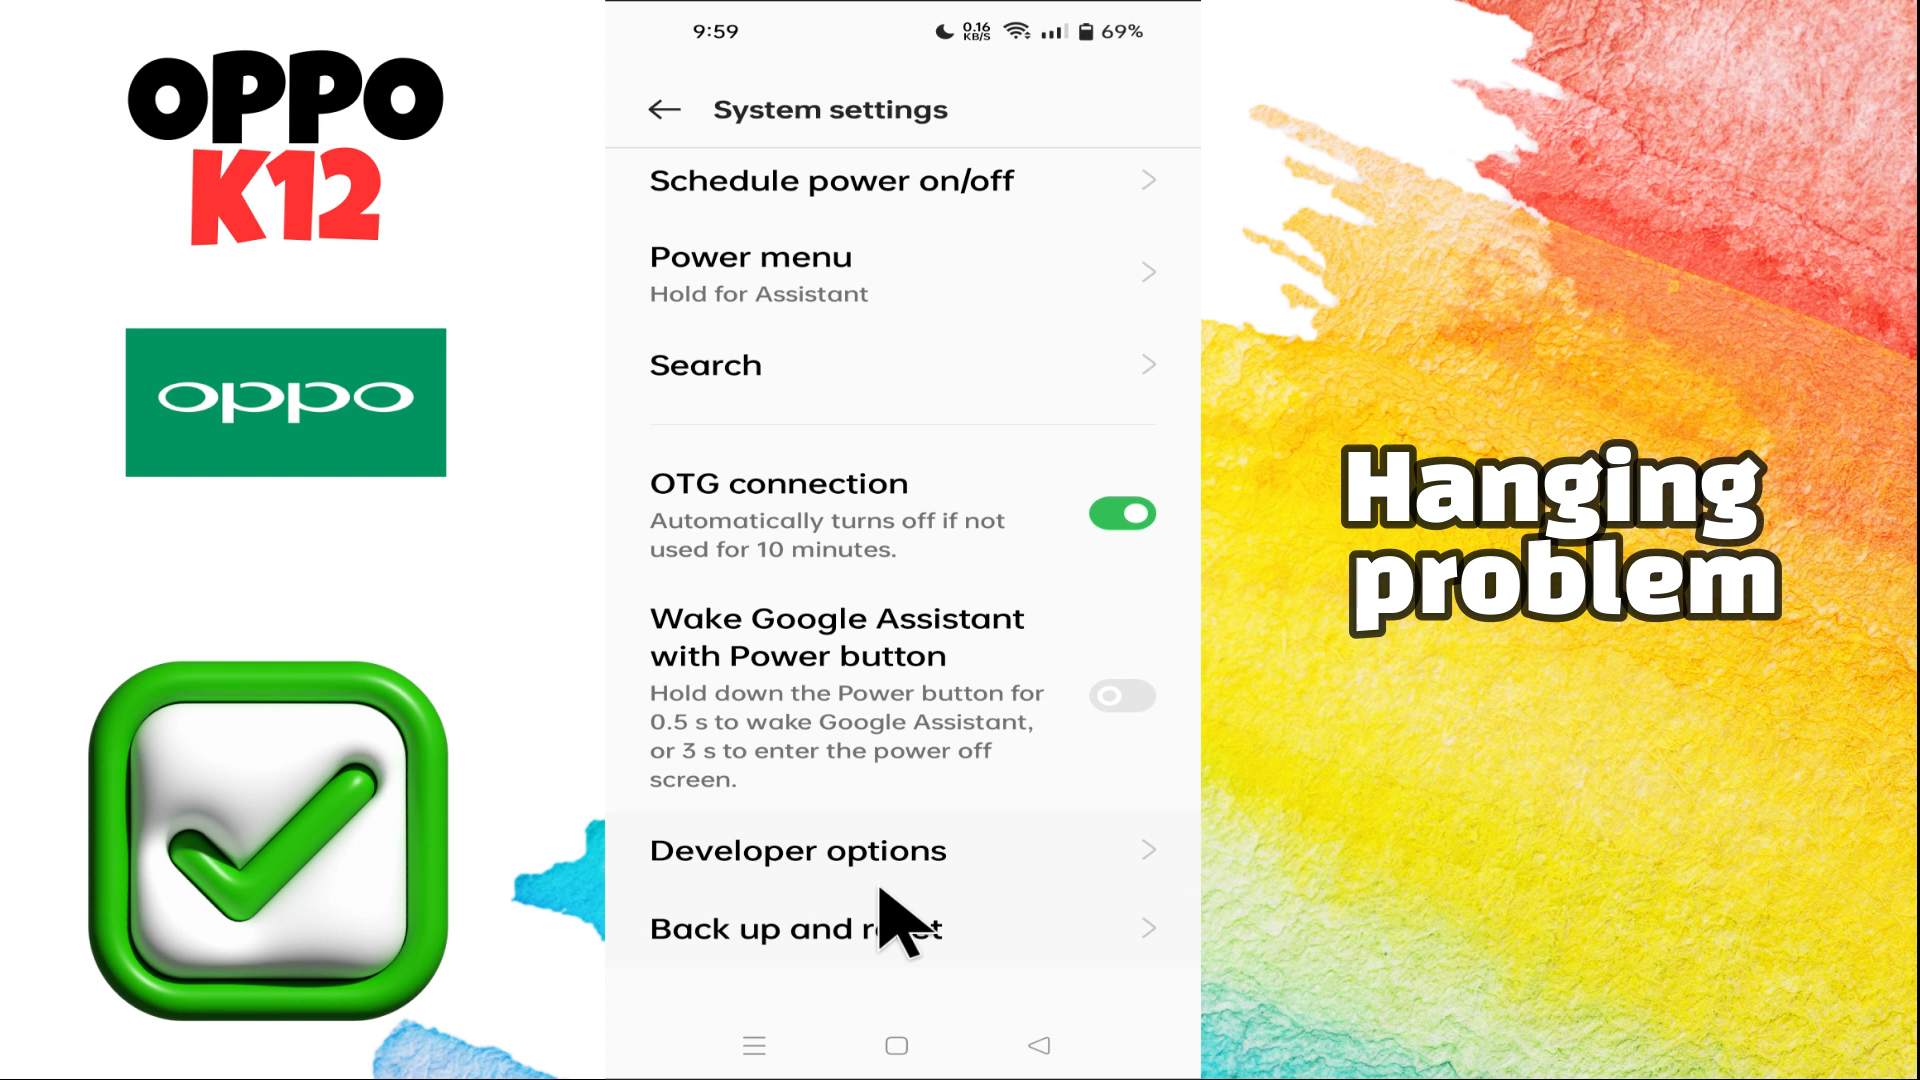 OPPO
K12
oppo
9:59
0.16
KB/S
69%
System settings
Schedule power on/off
Power menu
Hold for Assistant
Search
OTG connection
Automatically turns off if not
used for 10 minutes.
Wake Google Assistant
with Power button
Hold down the Power button for
0.5 s to wake Google Assistant,
or 3 s to enter the power off
screen.
Developer options
Back up and
Hanging
problem